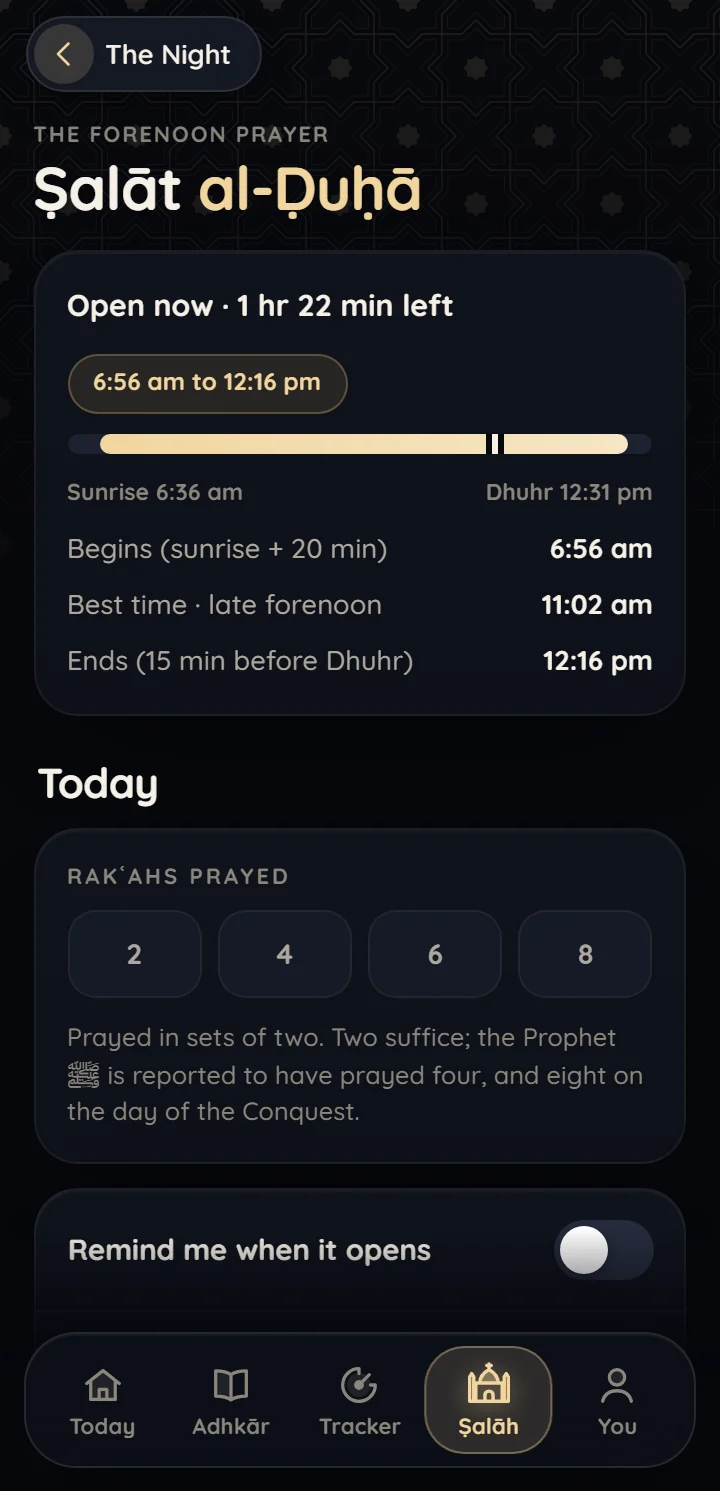 The Night
THE FORENOON PRAYER
Ṣalāt al-Ḍuḥā
Open now · 1 hr 22 min left
6:56 am to 12:16 pm
Sunrise 6:36 am
Dhuhr 12:31 pm
Begins (sunrise + 20 min)
6:56 am
Best time · late forenoon
11:02 am
Ends (15 min before Dhuhr)
12:16 pm
Today
RAKʿAHS PRAYED
2
4
6
8
Prayed in sets of two. Two suffice; the Prophet
ﷺ is reported to have prayed four, and eight on
the day of the Conquest.
Remind me when it opens
Today
Adhkār
Tracker
Ṣalāh
You